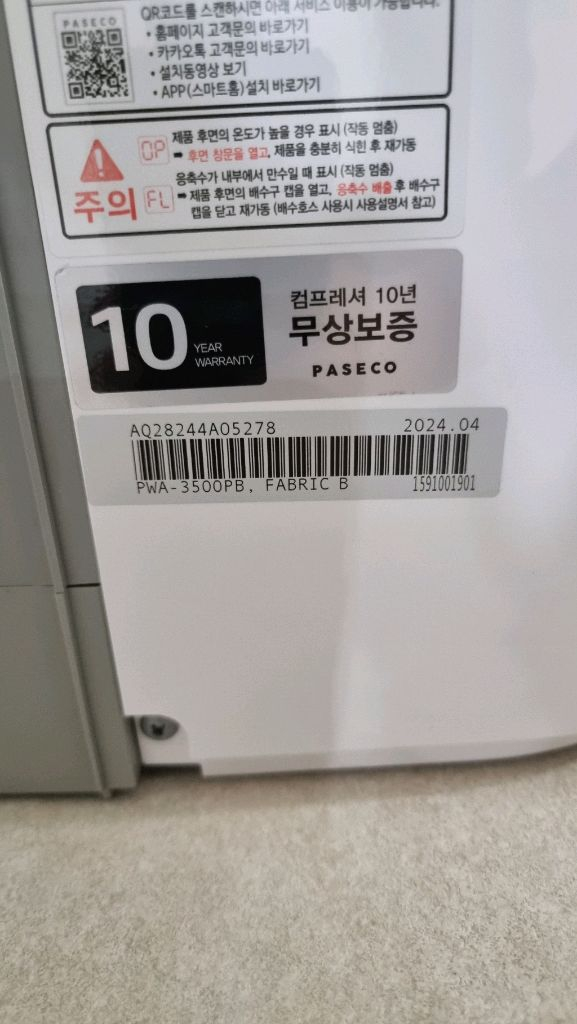 PASECO
QR코드를 스캔하시면 아래 서비스 이용이 가능합니다.
• 홈페이지 고객문의 바로가기
• 카카오톡 고객문의 바로가기
• 설치동영상 보기
• APP(스마트홈)설치 바로가기
주의
OP 제품 후면의 온도가 높을 경우 표시 (작동 멈춤)
➡ 후면 창문을 열고, 제품을 충분히 식힌 후 재가동
FL 응축수가 내부에서 만수일 때 표시 (작동 멈춤)
➡ 제품 후면의 배수구 캡을 열고, 응축수 배출 후 배수구
캡을 닫고 재가동 (배수호스 사용시 사용설명서 참고)
10 YEAR
WARRANTY
컴프레셔 10년
무상보증
PASECO
AQ28244A05278 2024.04
PWA-3500PB, FABRIC B 1591001901